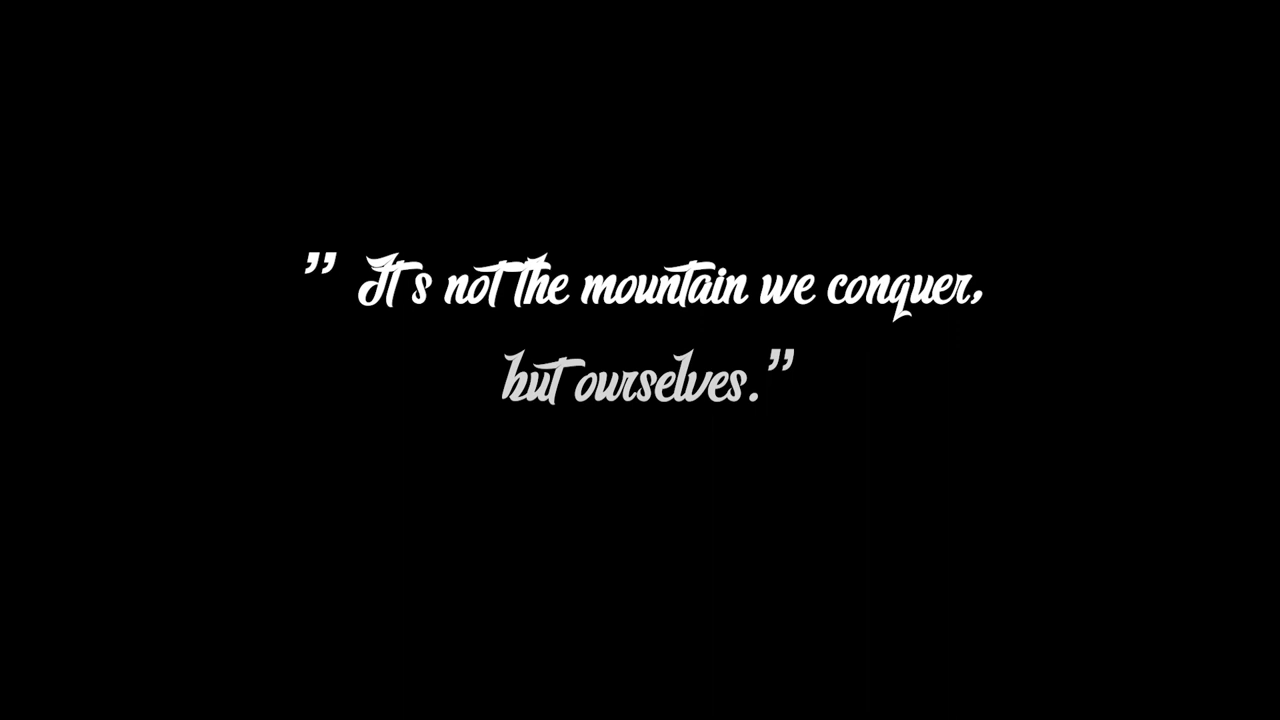 ” It's not the mountain we conquer,
but ourselves.”